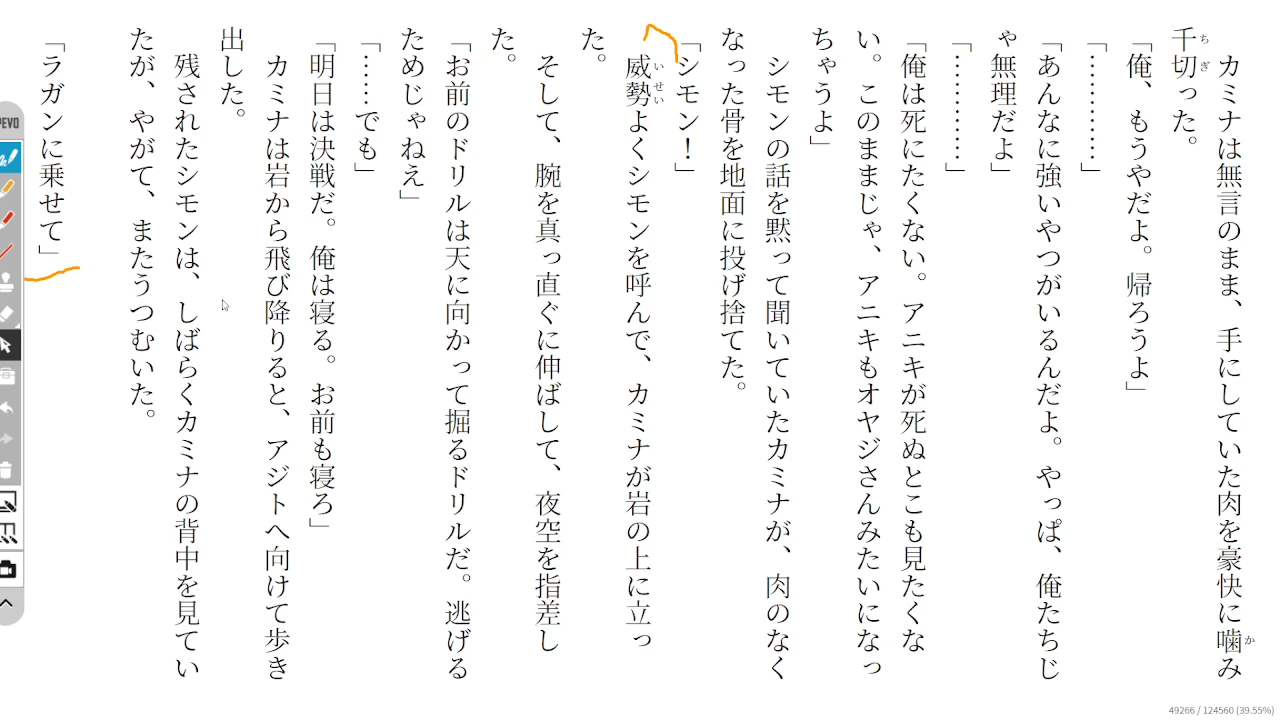 カミナは無言のまま、手にしていた肉を豪快に噛み
千切った。
「俺、もうやだよ。帰ろうよ」
「…………」
「あんなに強いやつがいるんだよ。やっぱ、俺たちじ
ゃ無理だよ」
「…………」
「俺は死にたくない。アニキが死ぬとこも見たくな
い。このままじゃ、アニキもオヤジさんみたいになっ
ちゃうよ」
シモンの話を黙って聞いていたカミナが、肉のなく
なった骨を地面に投げ捨てた。
「シモン！」
威勢よくシモンを呼んで、カミナが岩の上に立っ
た。
そして、腕を真っ直ぐに伸ばして、夜空を指差し
た。
「お前のドリルは天に向かって掘るドリルだ。逃げる
ためじゃねえ」
「……でも」
「明日は決戦だ。俺は寝る。お前も寝ろ」
カミナは岩から飛び降りると、アジトへ向けて歩き
出した。
残されたシモンは、しばらくカミナの背中を見てい
たが、やがて、またうつむいた。
「ラガンに乗せて」
49266 / 124560 (39.55%)